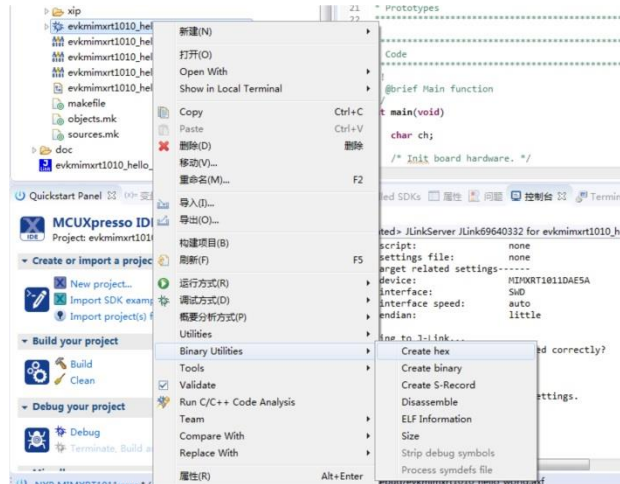 xip
evkmimxrt1010_hel
evkmimxrt1010_hel
evkmimxrt1010_hel
evkmimxrt1010_hel
makefile
objects.mk
sources.mk
doc
evkmimxrt1010_hello_
新建(N)
打开(O)
Open With
Show in Local Terminal
Copy Ctrl+C
Paste Ctrl+V
删除(D) 删除
移动(V)...
重命名(M)... F2
导入(I)...
导出(O)...
构建项目(B)
刷新(F) F5
运行方式(R)
调试方式(D)
概要分析方式(P)
Utilities
Binary Utilities
Tools
Validate
Run C/C++ Code Analysis
Team
Compare With
Replace With
属性(R) Alt+Enter
Create hex
Create binary
Create S-Record
Disassemble
ELF Information
Size
Strip debug symbols
Process symdefs file
21 * Prototypes
22
Code
@brief Main function
t main(void)
char ch;
/* Init board hardware. */
Quickstart Panel
MCUXpresso IDE
IDE Project: evkmimxrt101
Create or import a projec
New project...
Import SDK examp
Import project(s) f
Build your project
Build
Clean
Debug your project
Debug
Terminate, Build a
led SDKs 属性 问题 控制台 Termin
ted> JLinkServer JLink69640332 for evkmimxrt1010_h
script: none
settings file: none
arget related settings------
device: MIMXRT1011DAE5A
interface: SWD
interface speed: auto
endian: little
ing to J-Link...
ed correctly?
ettings.